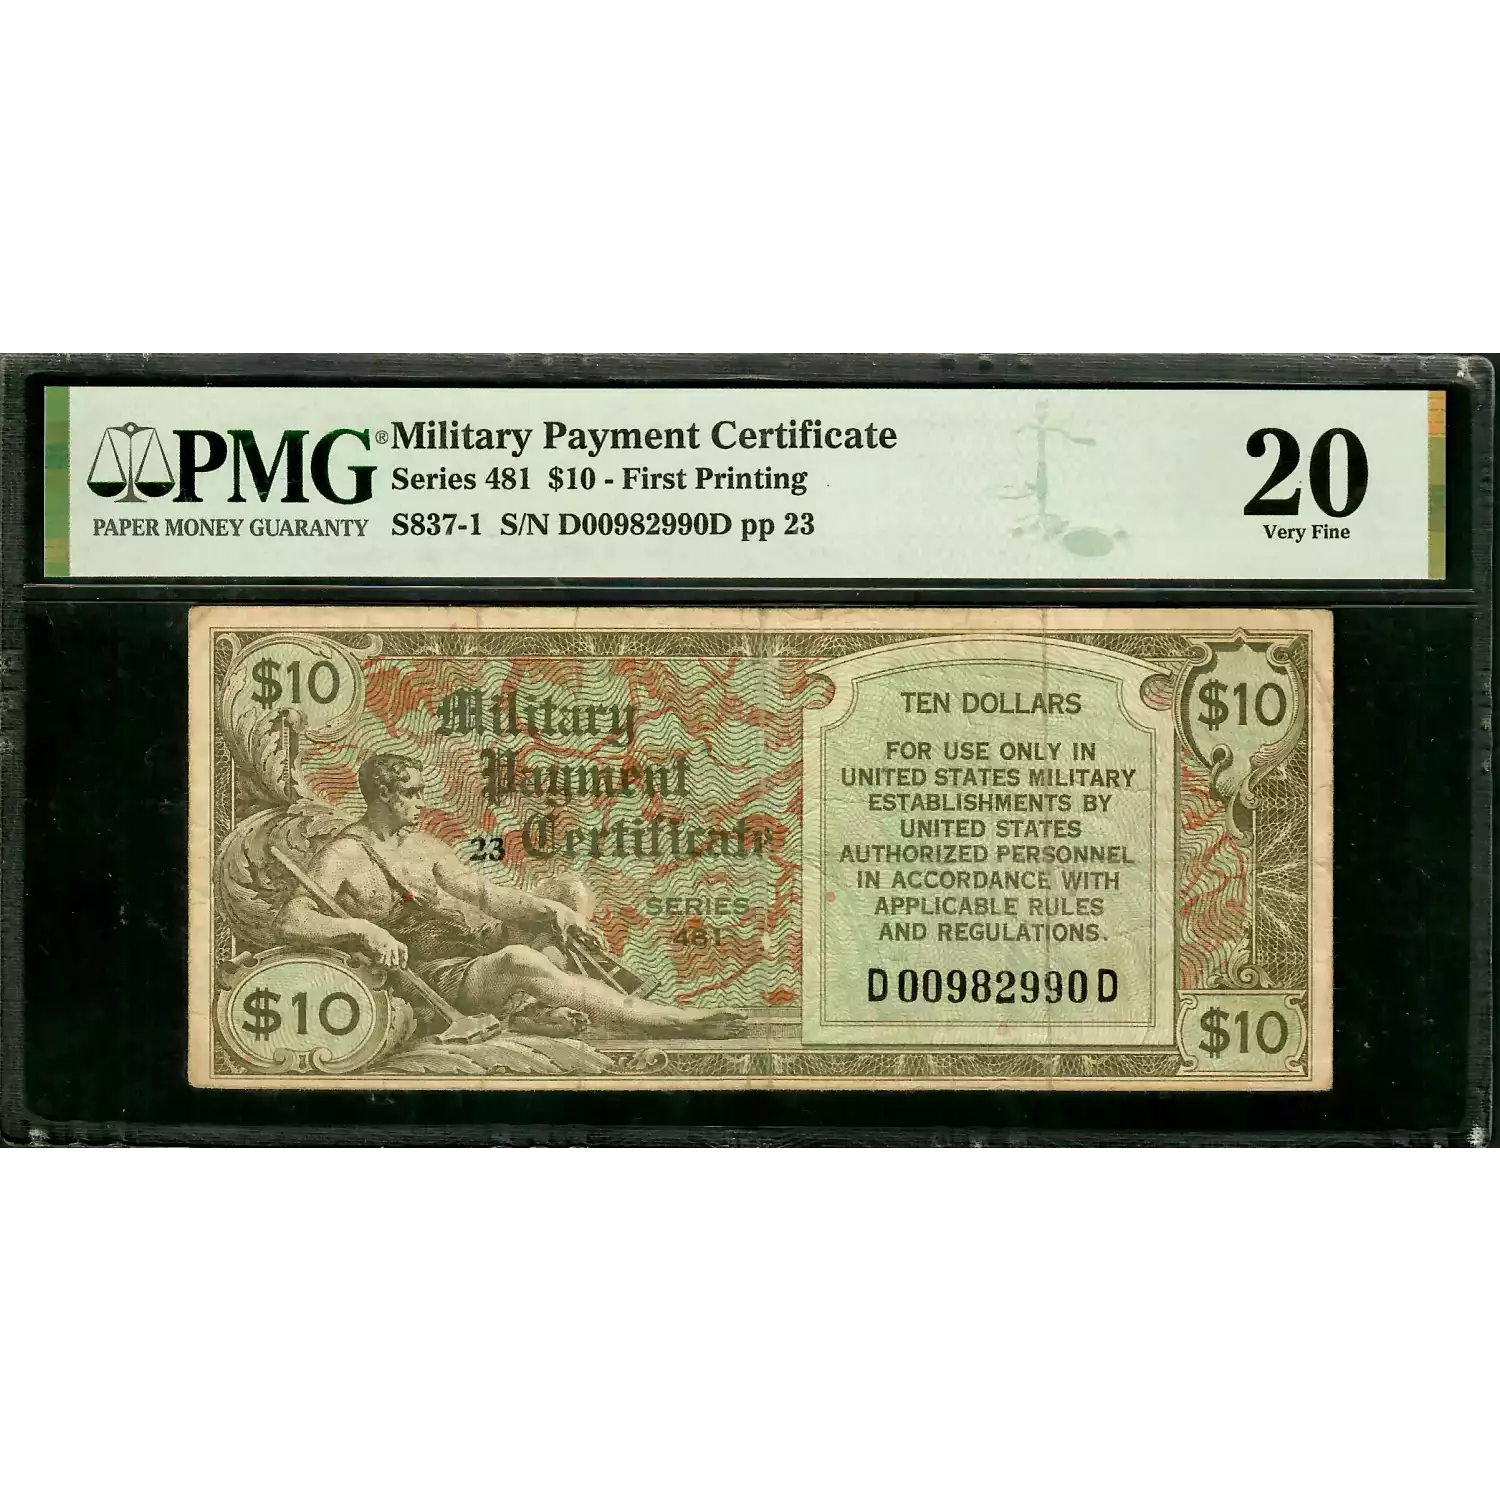 PMG®
PAPER MONEY GUARANTY
Military Payment Certificate
Series 481 $10 - First Printing
S837-1 S/N D00982990D pp 23
20
Very Fine
$10
Military
Payment
23 Certificate
SERIES
481
$10
TEN DOLLARS
FOR USE ONLY IN
UNITED STATES MILITARY
ESTABLISHMENTS BY
UNITED STATES
AUTHORIZED PERSONNEL
IN ACCORDANCE WITH
APPLICABLE RULES
AND REGULATIONS.
D00982990D
$10
$10